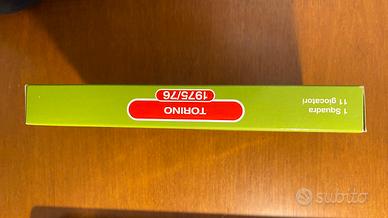 1 Squadra
11 giocatori
TORINO
1975/76
subito